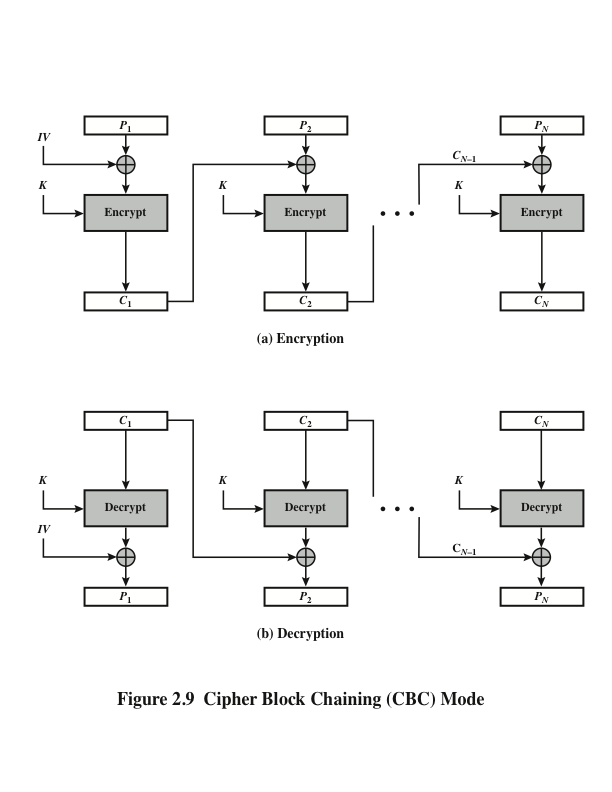 P1 P2 PN
IV CN–1
K K K
Encrypt Encrypt • • • Encrypt
C1 C2 CN
(a) Encryption
C1 C2 CN
K K K
Decrypt Decrypt • • • Decrypt
IV CN–1
P1 P2 PN
(b) Decryption
Figure 2.9 Cipher Block Chaining (CBC) Mode